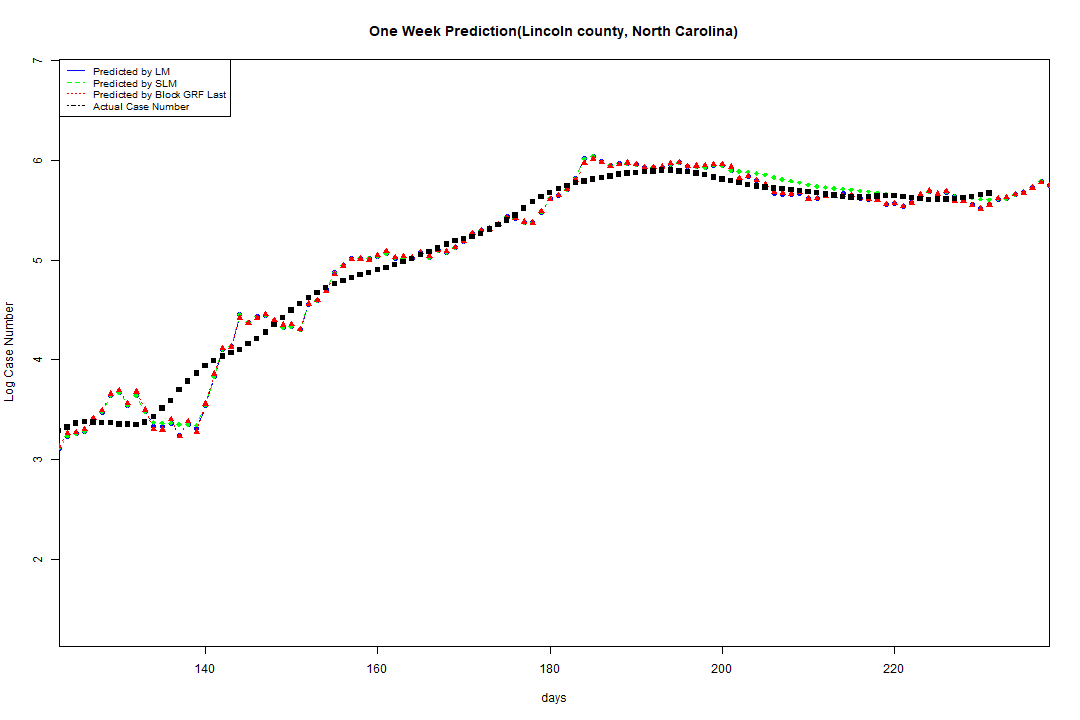 One Week Prediction(Lincoln county, North Carolina)
Predicted by LM
Predicted by SLM
Predicted by Block GRF Last
Actual Case Number
7
6
5
4
3
2
Log Case Number
140 160 180 200 220
days